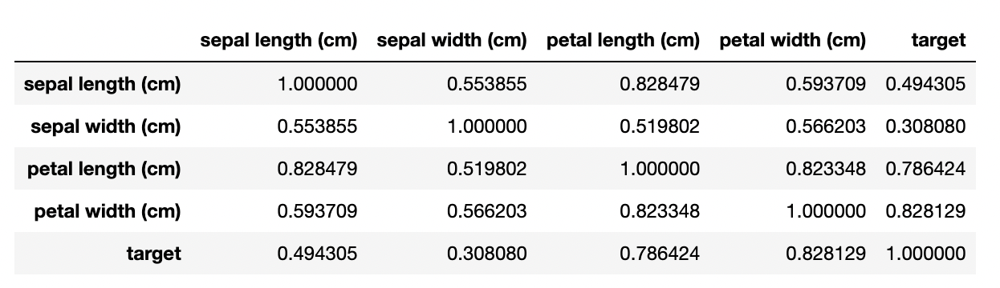 sepal length (cm) sepal width (cm) petal length (cm) petal width (cm) target
sepal length (cm) 1.000000 0.553855 0.828479 0.593709 0.494305
sepal width (cm) 0.553855 1.000000 0.519802 0.566203 0.308080
petal length (cm) 0.828479 0.519802 1.000000 0.823348 0.786424
petal width (cm) 0.593709 0.566203 0.823348 1.000000 0.828129
target 0.494305 0.308080 0.786424 0.828129 1.000000